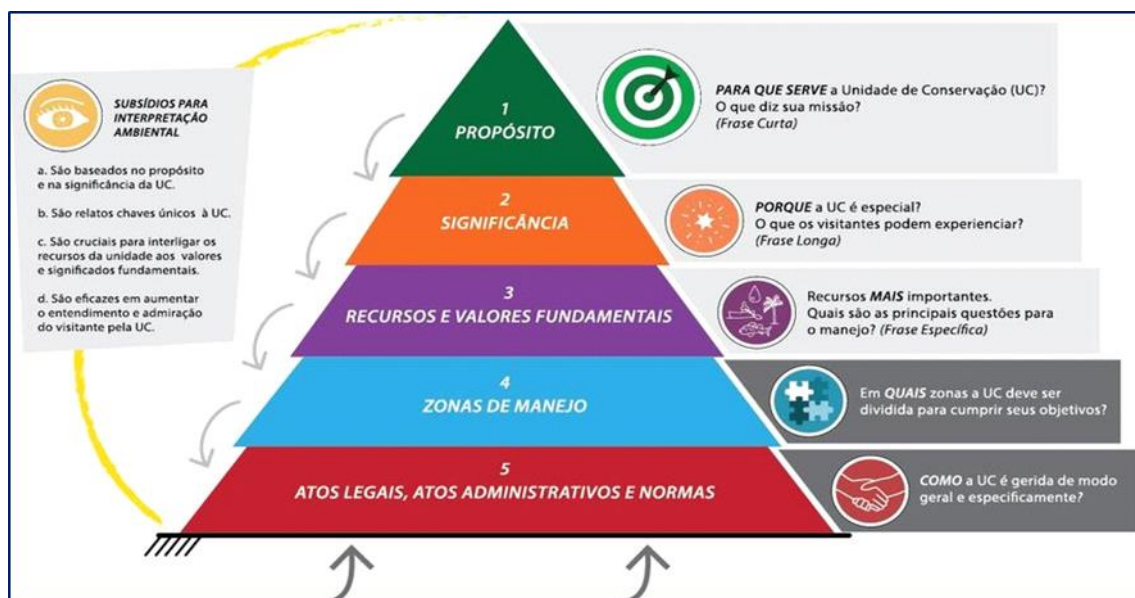 SUBSÍDIOS PARA
INTERPRETAÇÃO
AMBIENTAL
a. São baseados no propósito
e na significância da UC.
b. São relatos chaves únicos à UC.
c. São cruciais para interligar os
recursos da unidade aos valores
e significados fundamentais.
d. São eficazes em aumentar
o entendimento e admiração
do visitante pela UC.
1
PROPÓSITO
PARA QUE SERVE a Unidade de Conservação (UC)?
O que diz sua missão?
(Frase Curta)
2
SIGNIFICÂNCIA
PORQUE a UC é especial?
O que os visitantes podem experienciar?
(Frase Longa)
3
RECURSOS E VALORES FUNDAMENTAIS
Recursos MAIS importantes.
Quais são as principais questões para
o manejo? (Frase Específica)
4
ZONAS DE MANEJO
Em QUAIS zonas a UC deve ser
dividida para cumprir seus objetivos?
5
ATOS LEGAIS, ATOS ADMINISTRATIVOS E NORMAS
COMO a UC é gerida de modo
geral e especificamente?